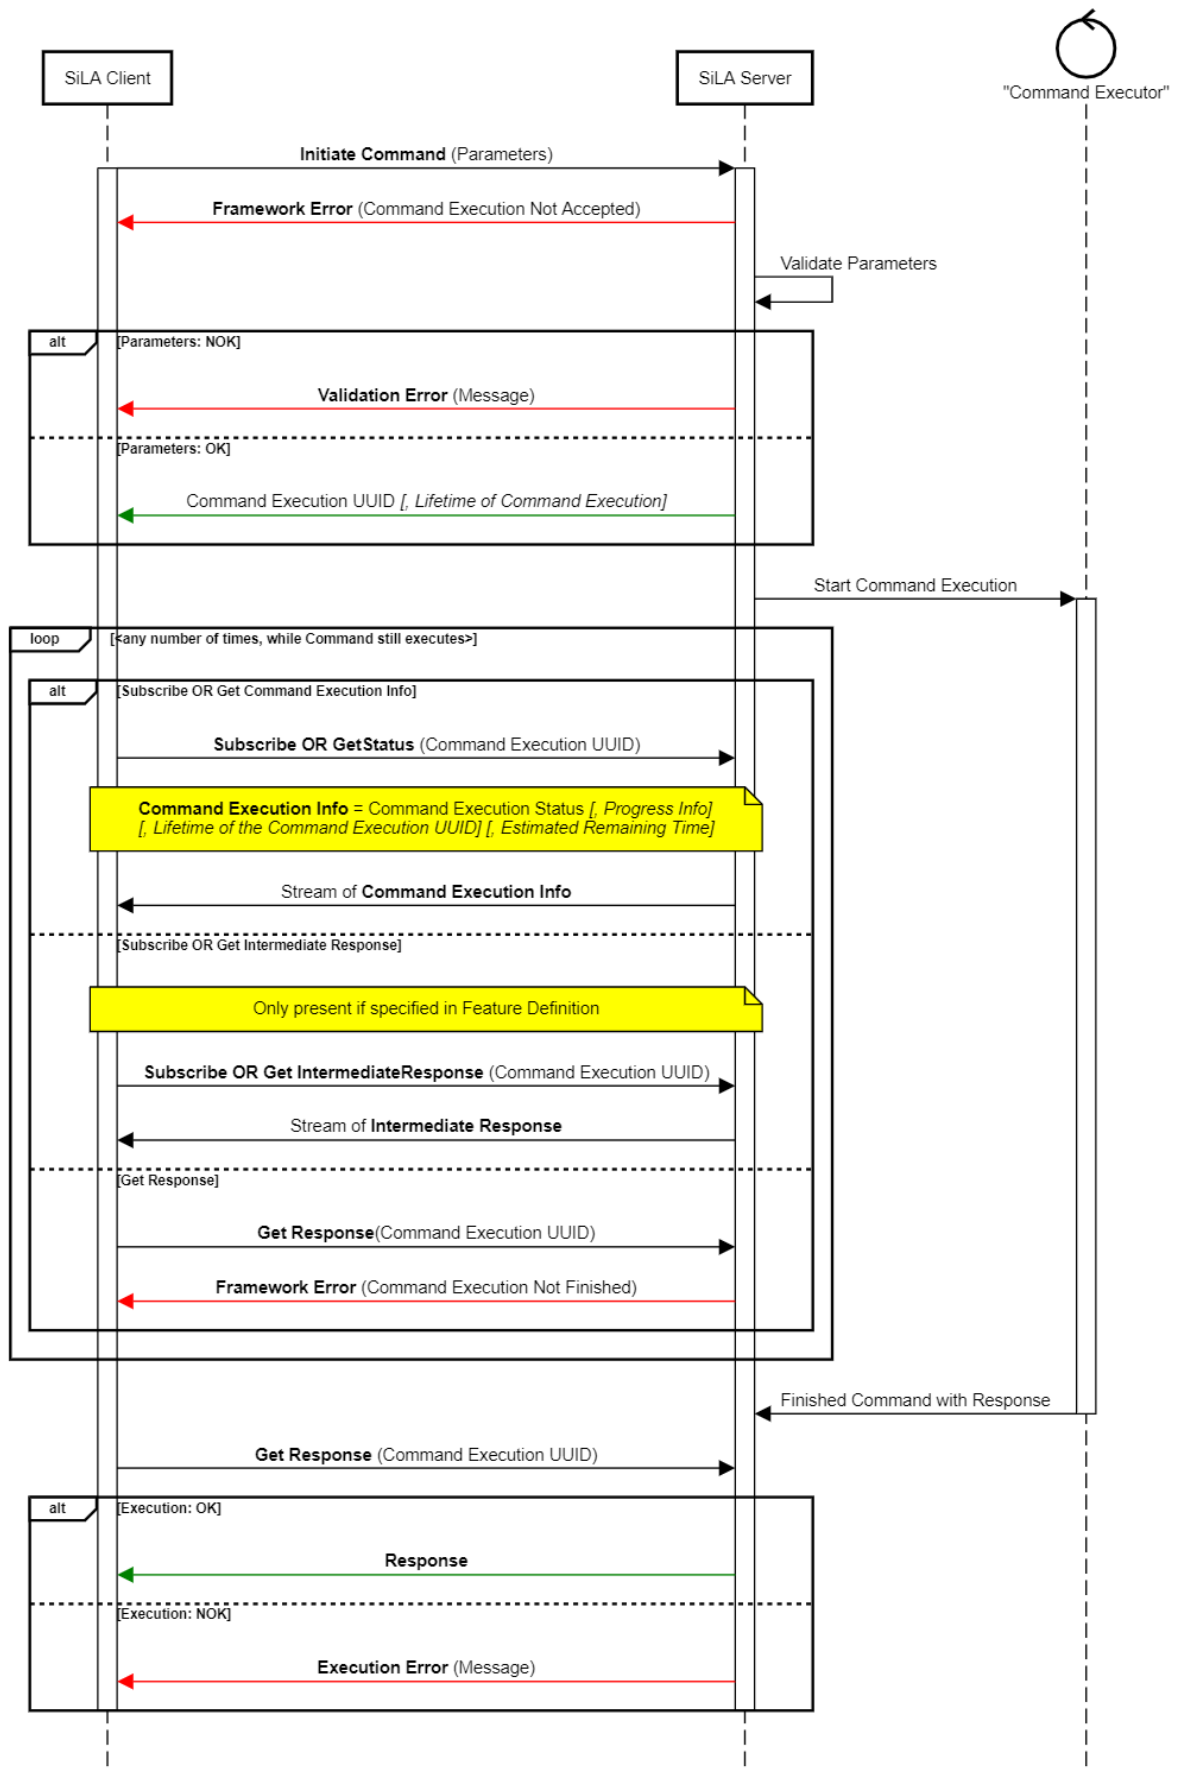 SiLA Client
SiLA Server
"Command Executor"
Initiate Command (Parameters)
Framework Error (Command Execution Not Accepted)
Validate Parameters
alt
[Parameters: NOK]
Validation Error (Message)
[Parameters: OK]
Command Execution UUID [, Lifetime of Command Execution]
Start Command Execution
loop
[<any number of times, while Command still executes>]
alt
[Subscribe OR Get Command Execution Info]
Subscribe OR GetStatus (Command Execution UUID)
Command Execution Info = Command Execution Status [, Progress Info]
[, Lifetime of the Command Execution UUID] [, Estimated Remaining Time]
Stream of Command Execution Info
[Subscribe OR Get Intermediate Response]
Only present if specified in Feature Definition
Subscribe OR Get IntermediateResponse (Command Execution UUID)
Stream of Intermediate Response
[Get Response]
Get Response(Command Execution UUID)
Framework Error (Command Execution Not Finished)
Finished Command with Response
Get Response (Command Execution UUID)
alt
[Execution: OK]
Response
[Execution: NOK]
Execution Error (Message)